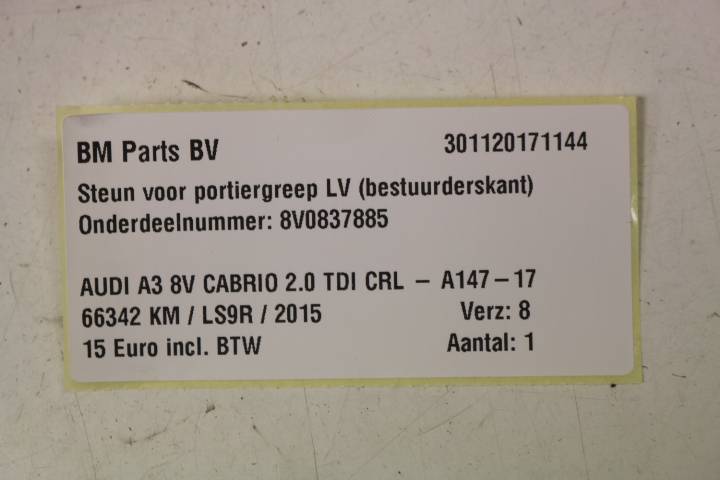 BM Parts BV 301120171144
Steun voor portiergreep LV (bestuurderskant)
Onderdeelnummer: 8V0837885
AUDI A3 8V CABRIO 2.0 TDI CRL – A147–17
66342 KM / LS9R / 2015 Verz: 8
15 Euro incl. BTW Aantal: 1